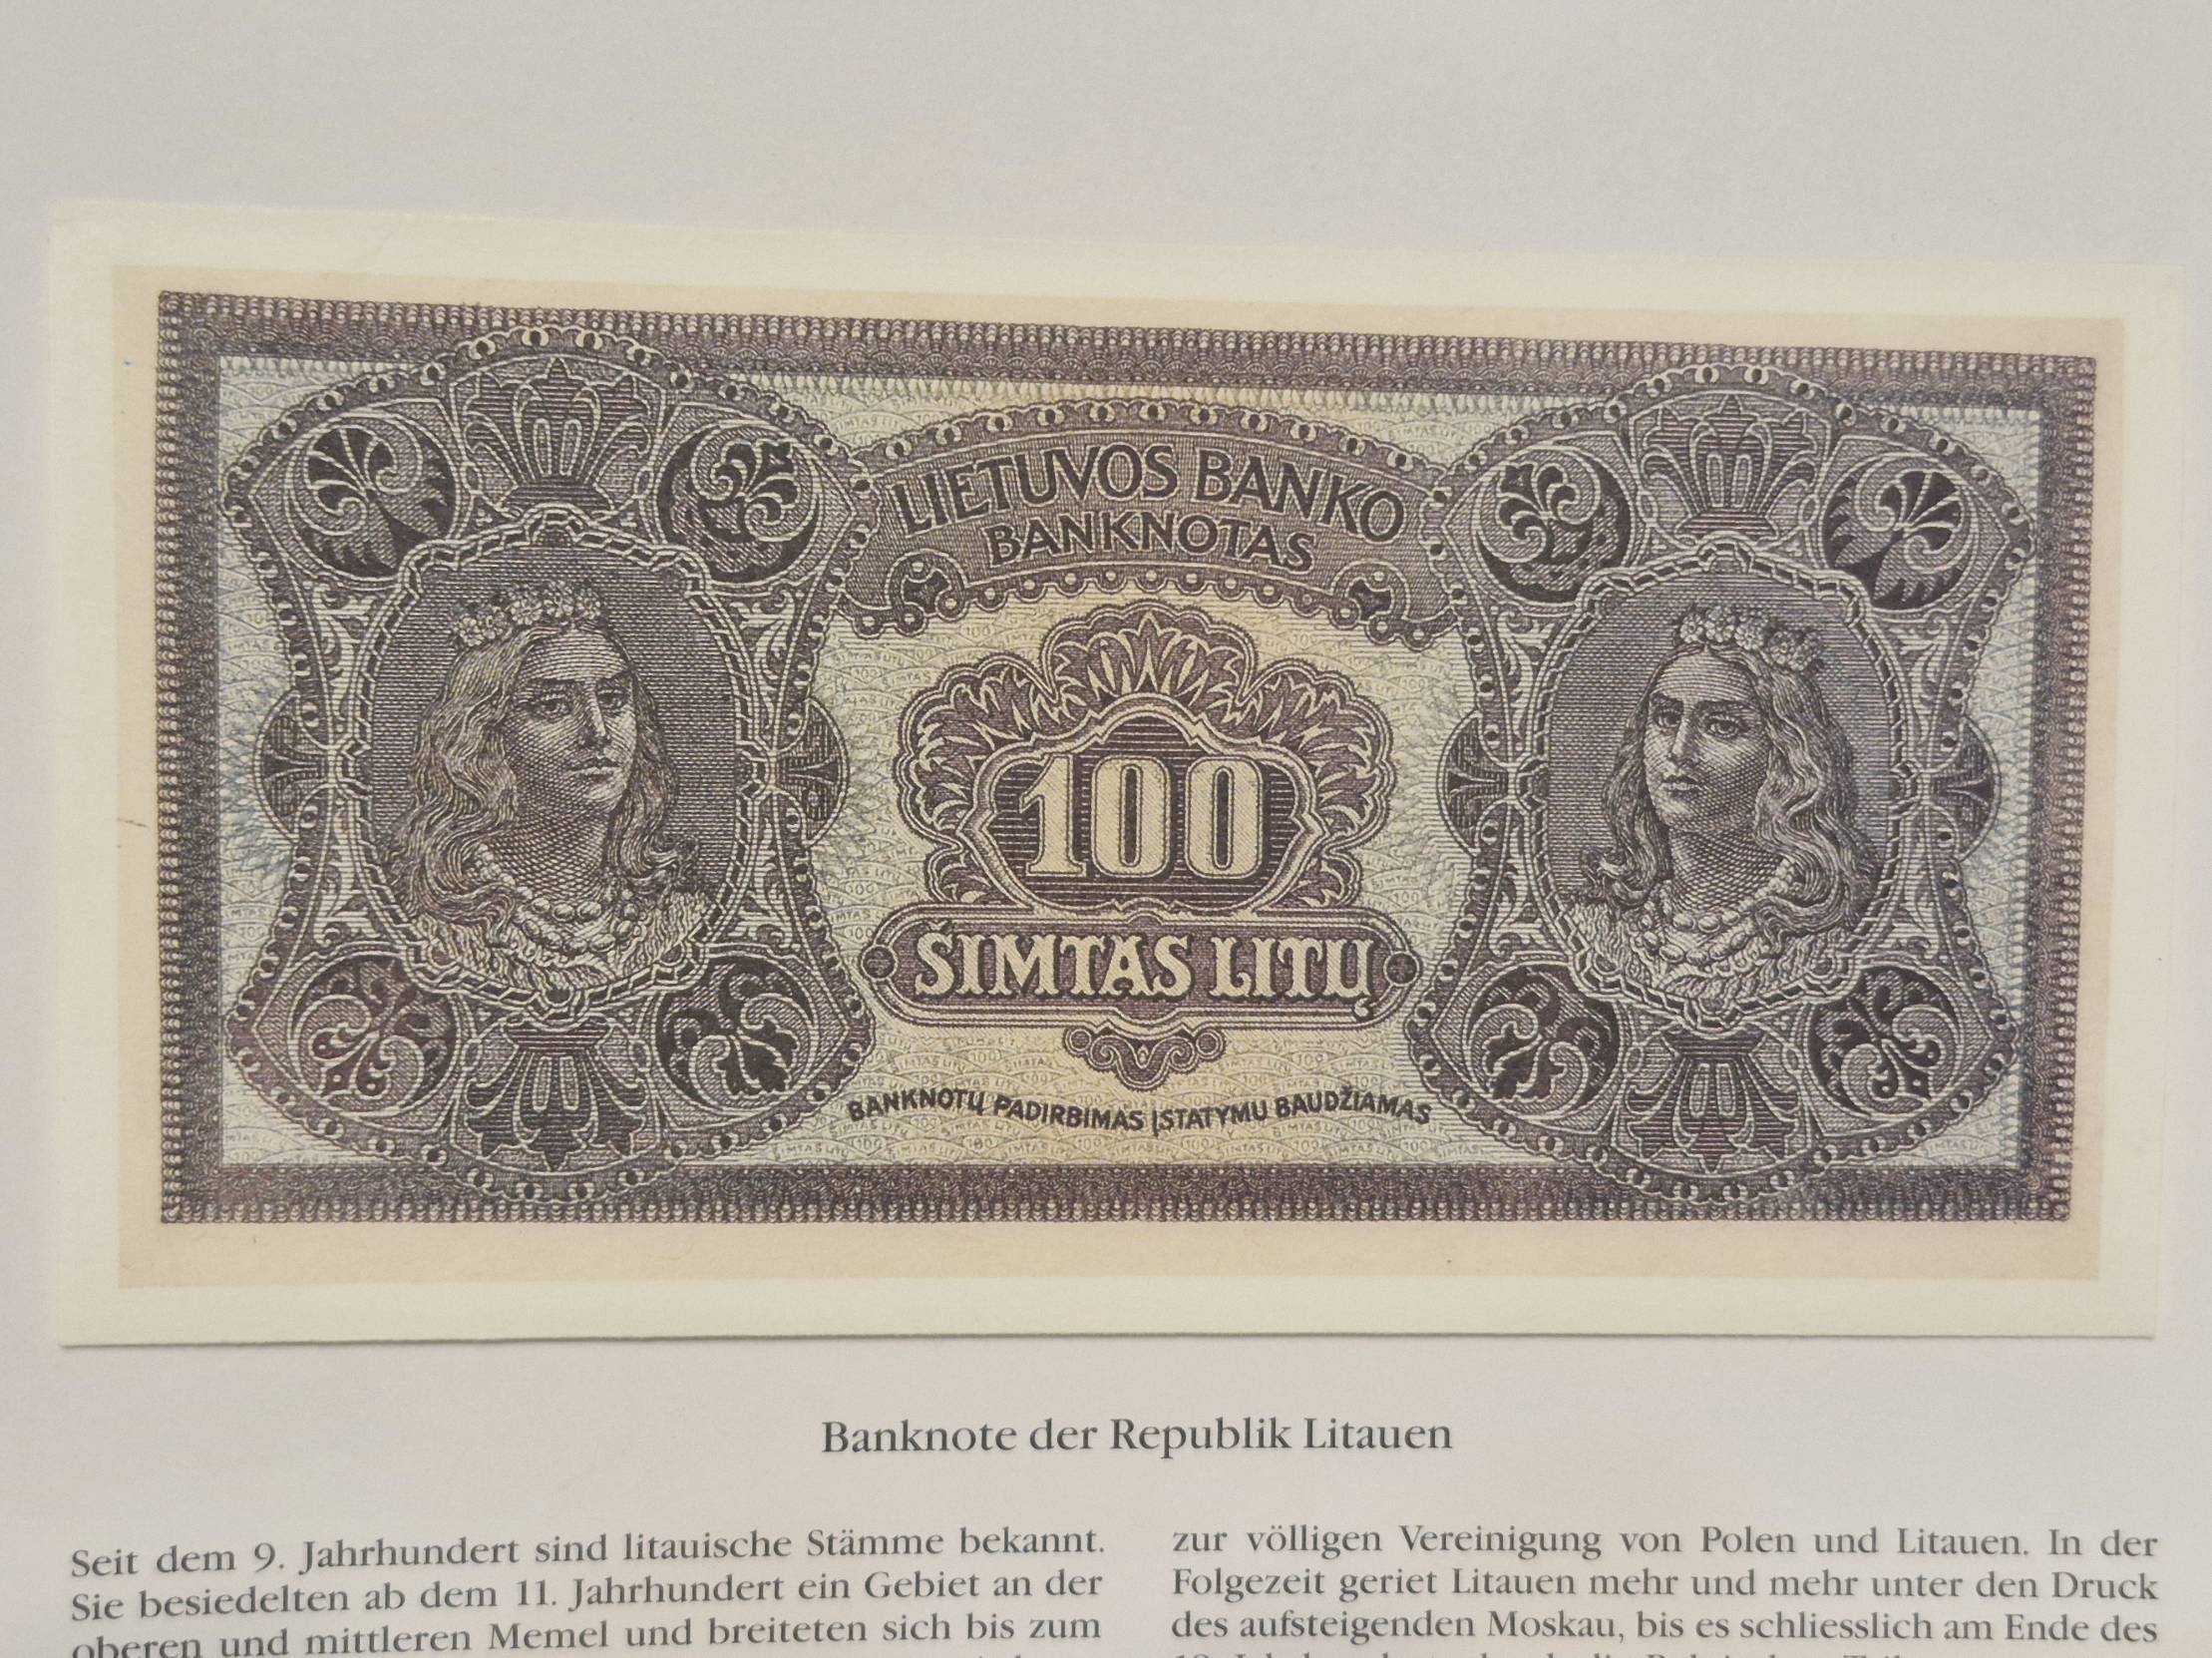 LIETUVOS BANKO
BANKNOTAS
100
ŠIMTAS LITŲ
BANKNOTŲ PADIRBIMAS ĮSTATYMU BAUDŽIAMAS
Banknote der Republik Litauen
Seit dem 9. Jahrhundert sind litauische Stämme bekannt.
Sie besiedelten ab dem 11. Jahrhundert ein Gebiet an der
oberen und mittleren Memel und breiteten sich bis zum
zur völligen Vereinigung von Polen und Litauen. In der
Folgezeit geriet Litauen mehr und mehr unter den Druck
des aufsteigenden Moskau, bis es schliesslich am Ende des